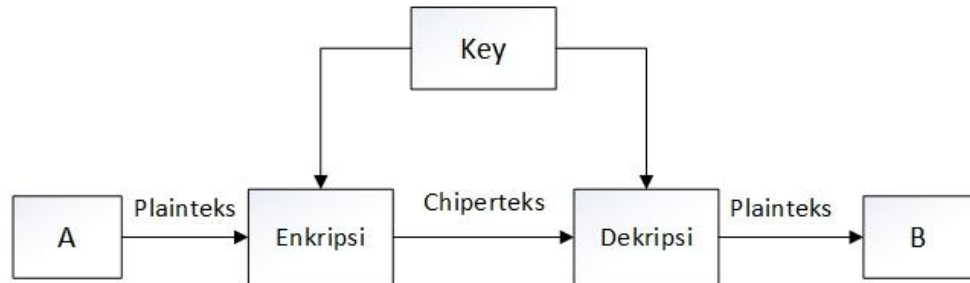 Key
Plainteks
Chiperteks
Plainteks
A
Enkripsi
Dekripsi
B